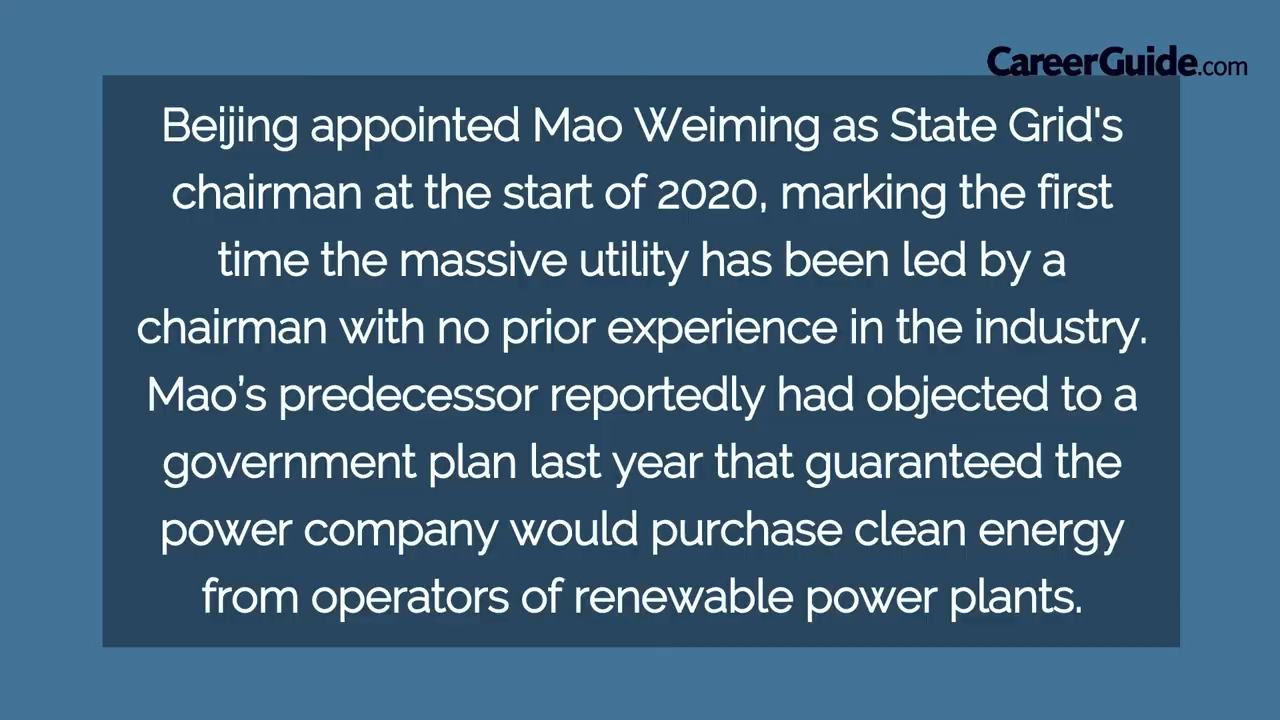 CareerGuide.com
Beijing appointed Mao Weiming as State Grid's
chairman at the start of 2020, marking the first
time the massive utility has been led by a
chairman with no prior experience in the industry.
Mao’s predecessor reportedly had objected to a
government plan last year that guaranteed the
power company would purchase clean energy
from operators of renewable power plants.